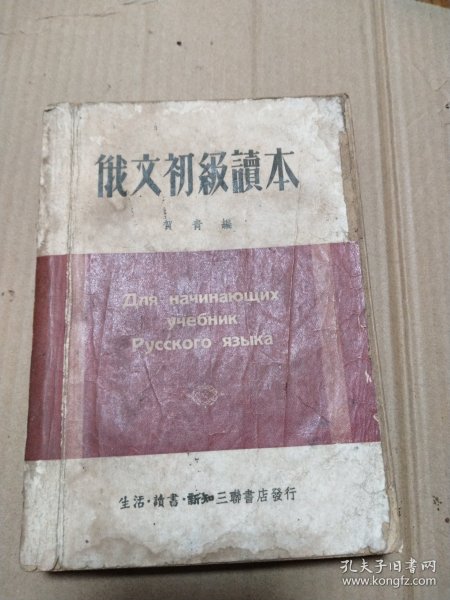 俄文初級讀本
賀青編
Для начинающих
учебник
Русского языка
生活·讀書·新知三聯書店發行
孔夫子旧书网
www.kongfz.com